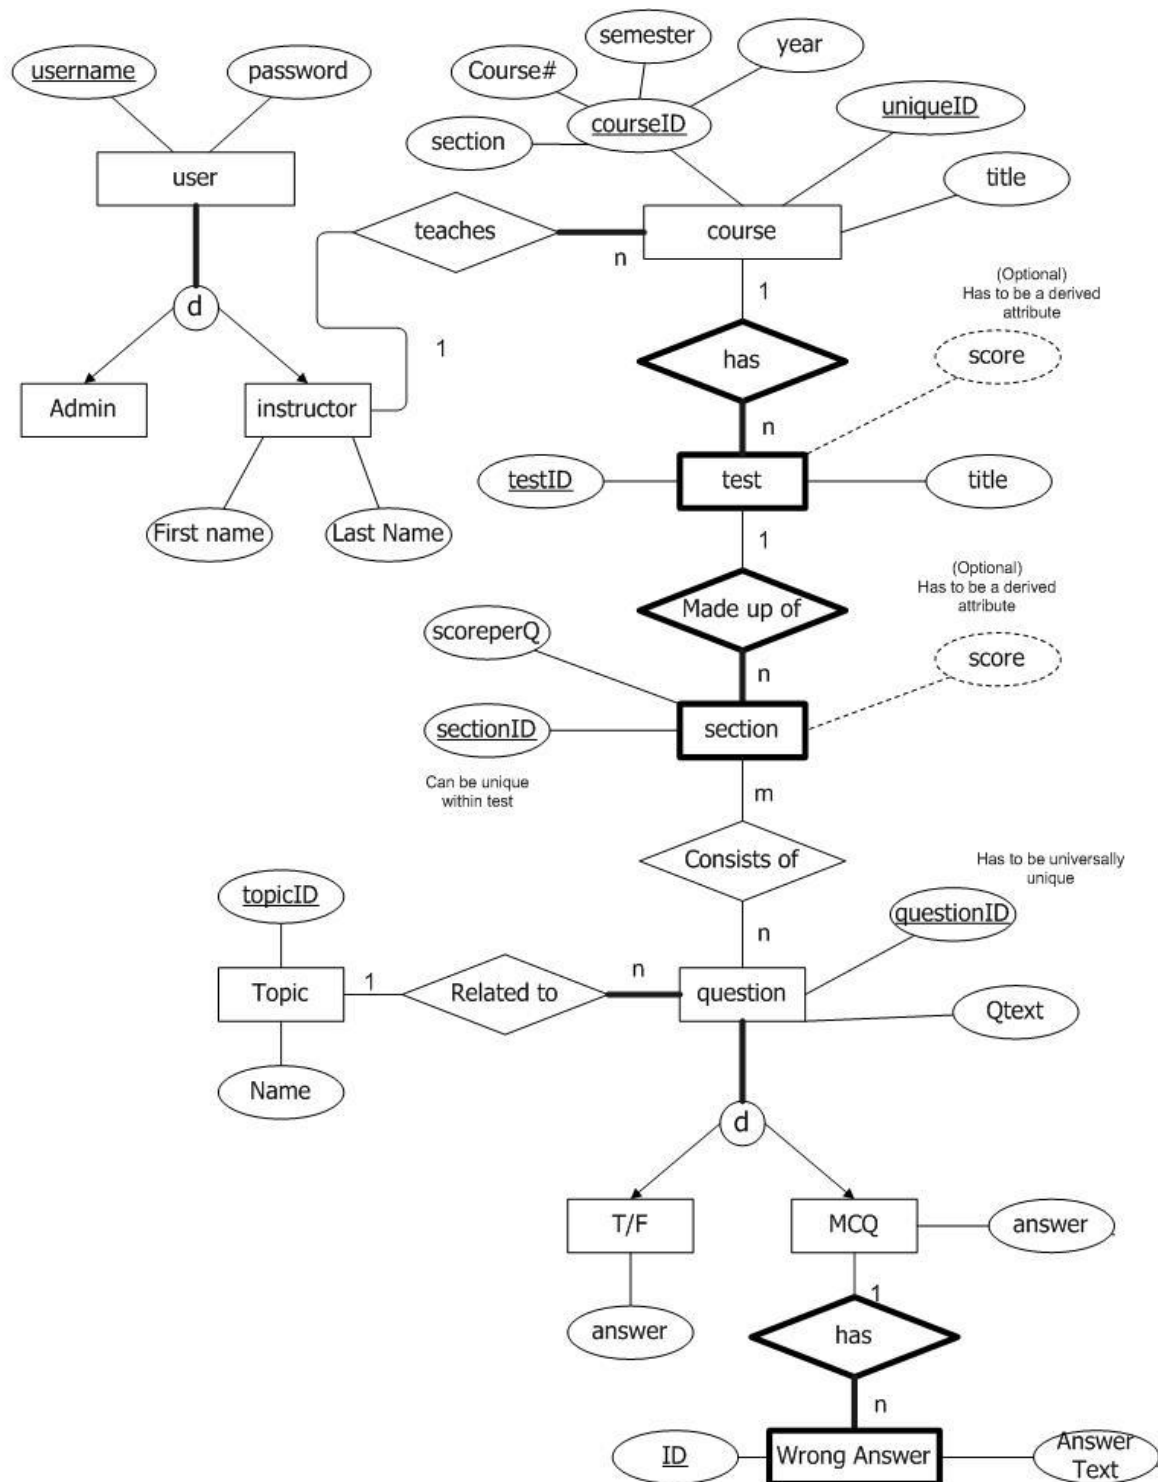 semester
year
Course#
username
password
courseID
uniqueID
section
user
title
teaches
course
n
(Optional)
Has to be a derived
attribute
1
d
1
has
score
Admin
instructor
n
testID
test
title
First name
Last Name
1
(Optional)
Has to be a derived
attribute
Made up of
scoreperQ
score
n
sectionID
section
Can be unique
within test
m
Consists of
Has to be universally
unique
topicID
questionID
n
Topic
1
Related to
n
question
Qtext
Name
d
T/F
MCQ
answer
1
answer
has
n
ID
Wrong Answer
Answer
Text